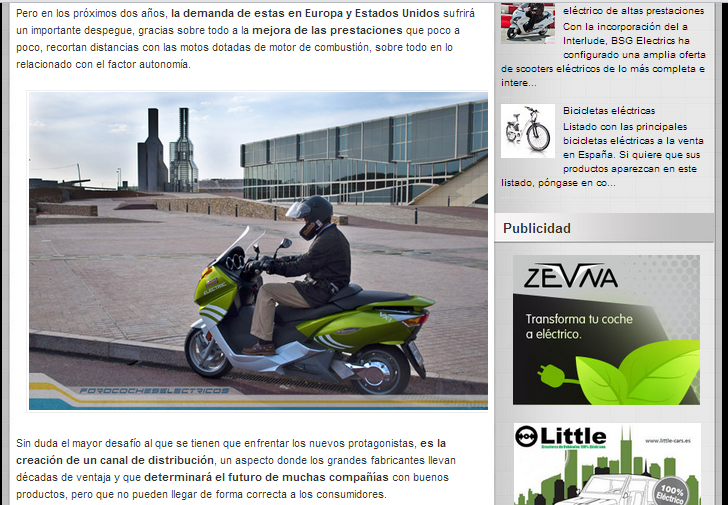 Pero en los próximos dos años, la demanda de estas en Europa y Estados Unidos sufrirá
un importante despegue, gracias sobre todo a la mejora de las prestaciones que poco a
poco, recortan distancias con las motos dotadas de motor de combustión, sobre todo en lo
relacionado con el factor autonomía.
ELECTRIC
FOROCOCHESELECTRICOS
Sin duda el mayor desafío al que se tienen que enfrentar los nuevos protagonistas, es la
creación de un canal de distribución, un aspecto donde los grandes fabricantes llevan
décadas de ventaja y que determinará el futuro de muchas compañías con buenos
productos, pero que no pueden llegar de forma correcta a los consumidores.
eléctrico de altas prestaciones
Con la incorporación del a
Interlude, BSG Electrics ha
configurado una amplia oferta
de scooters eléctricos de lo más completa e
intere...
Bicicletas eléctricas
Listado con las principales
bicicletas eléctricas a la venta
en España. Si quiere que sus
productos aparezcan en este
listado, póngase en co...
Publicidad
ZEVNA
Transforma tu coche
a eléctrico.
Little
www.little-cars.es
100%
Eléctrico